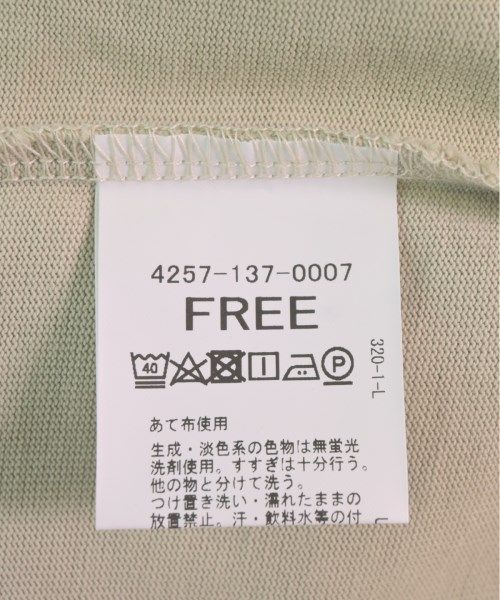 4257-137-0007
FREE
40 P
320-1-L
あて布使用
生成・淡色系の色物は無蛍光
洗剤使用。すすぎは十分行う。
他の物と分けて洗う。
つけ置き洗い・濡れたままの
放置禁止。汗・飲料水等の付